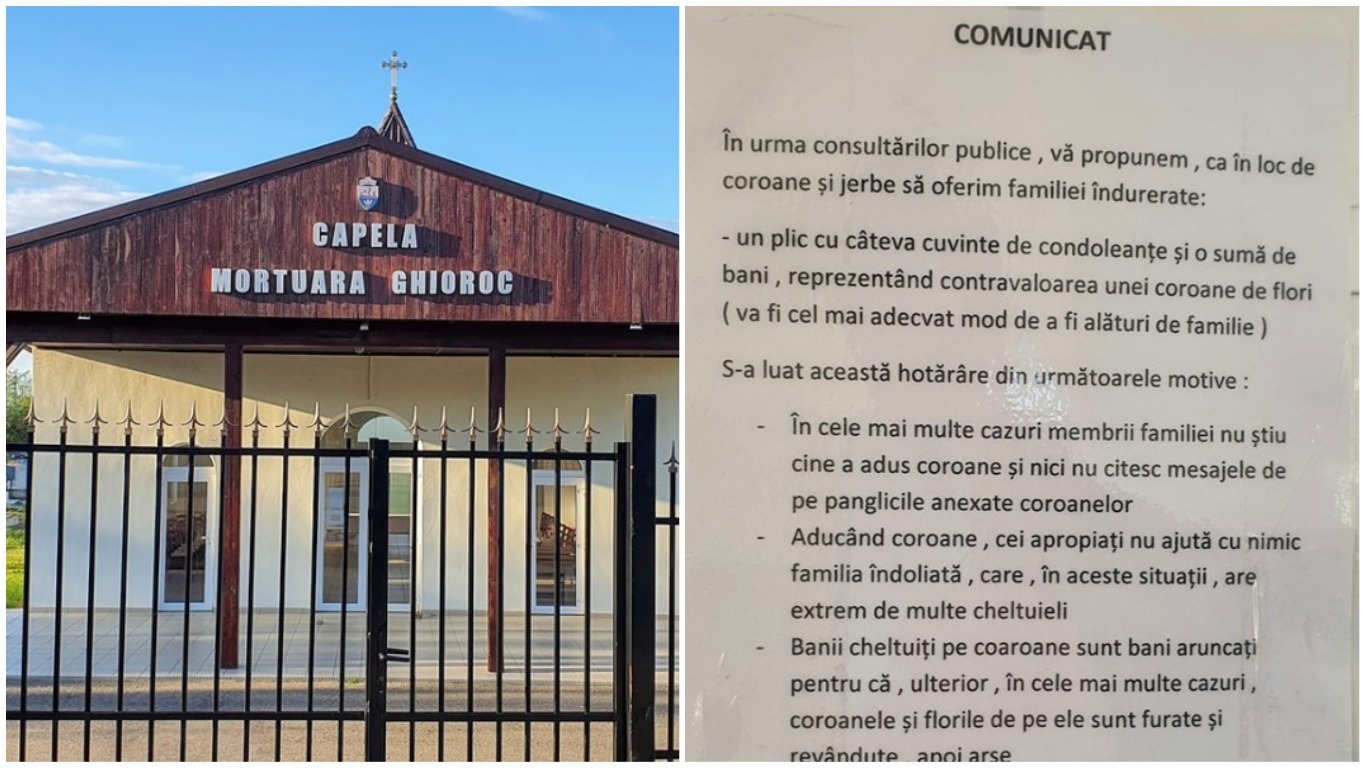 CAPELA
MORTUARA GHIOROC
COMUNICAT
În urma consultărilor publice , vă propunem , ca în loc de
coroane și jerbe să oferim familiei îndurerate:
- un plic cu câteva cuvinte de condoleanțe și o sumă de
bani , reprezentând contravaloarea unei coroane de flori
( va fi cel mai adecvat mod de a fi alături de familie )
S-a luat această hotărâre din următoarele motive :
- În cele mai multe cazuri membrii familiei nu știu
cine a adus coroane și nici nu citesc mesajele de
pe panglicile anexate coroanelor
- Aducând coroane , cei apropiați nu ajută cu nimic
familia îndoliată , care , în aceste situații , are
extrem de multe cheltuieli
- Banii cheltuiți pe coaroane sunt bani aruncați
pentru că , ulterior , în cele mai multe cazuri ,
coroanele și florile de pe ele sunt furate și
revândute , apoi arse